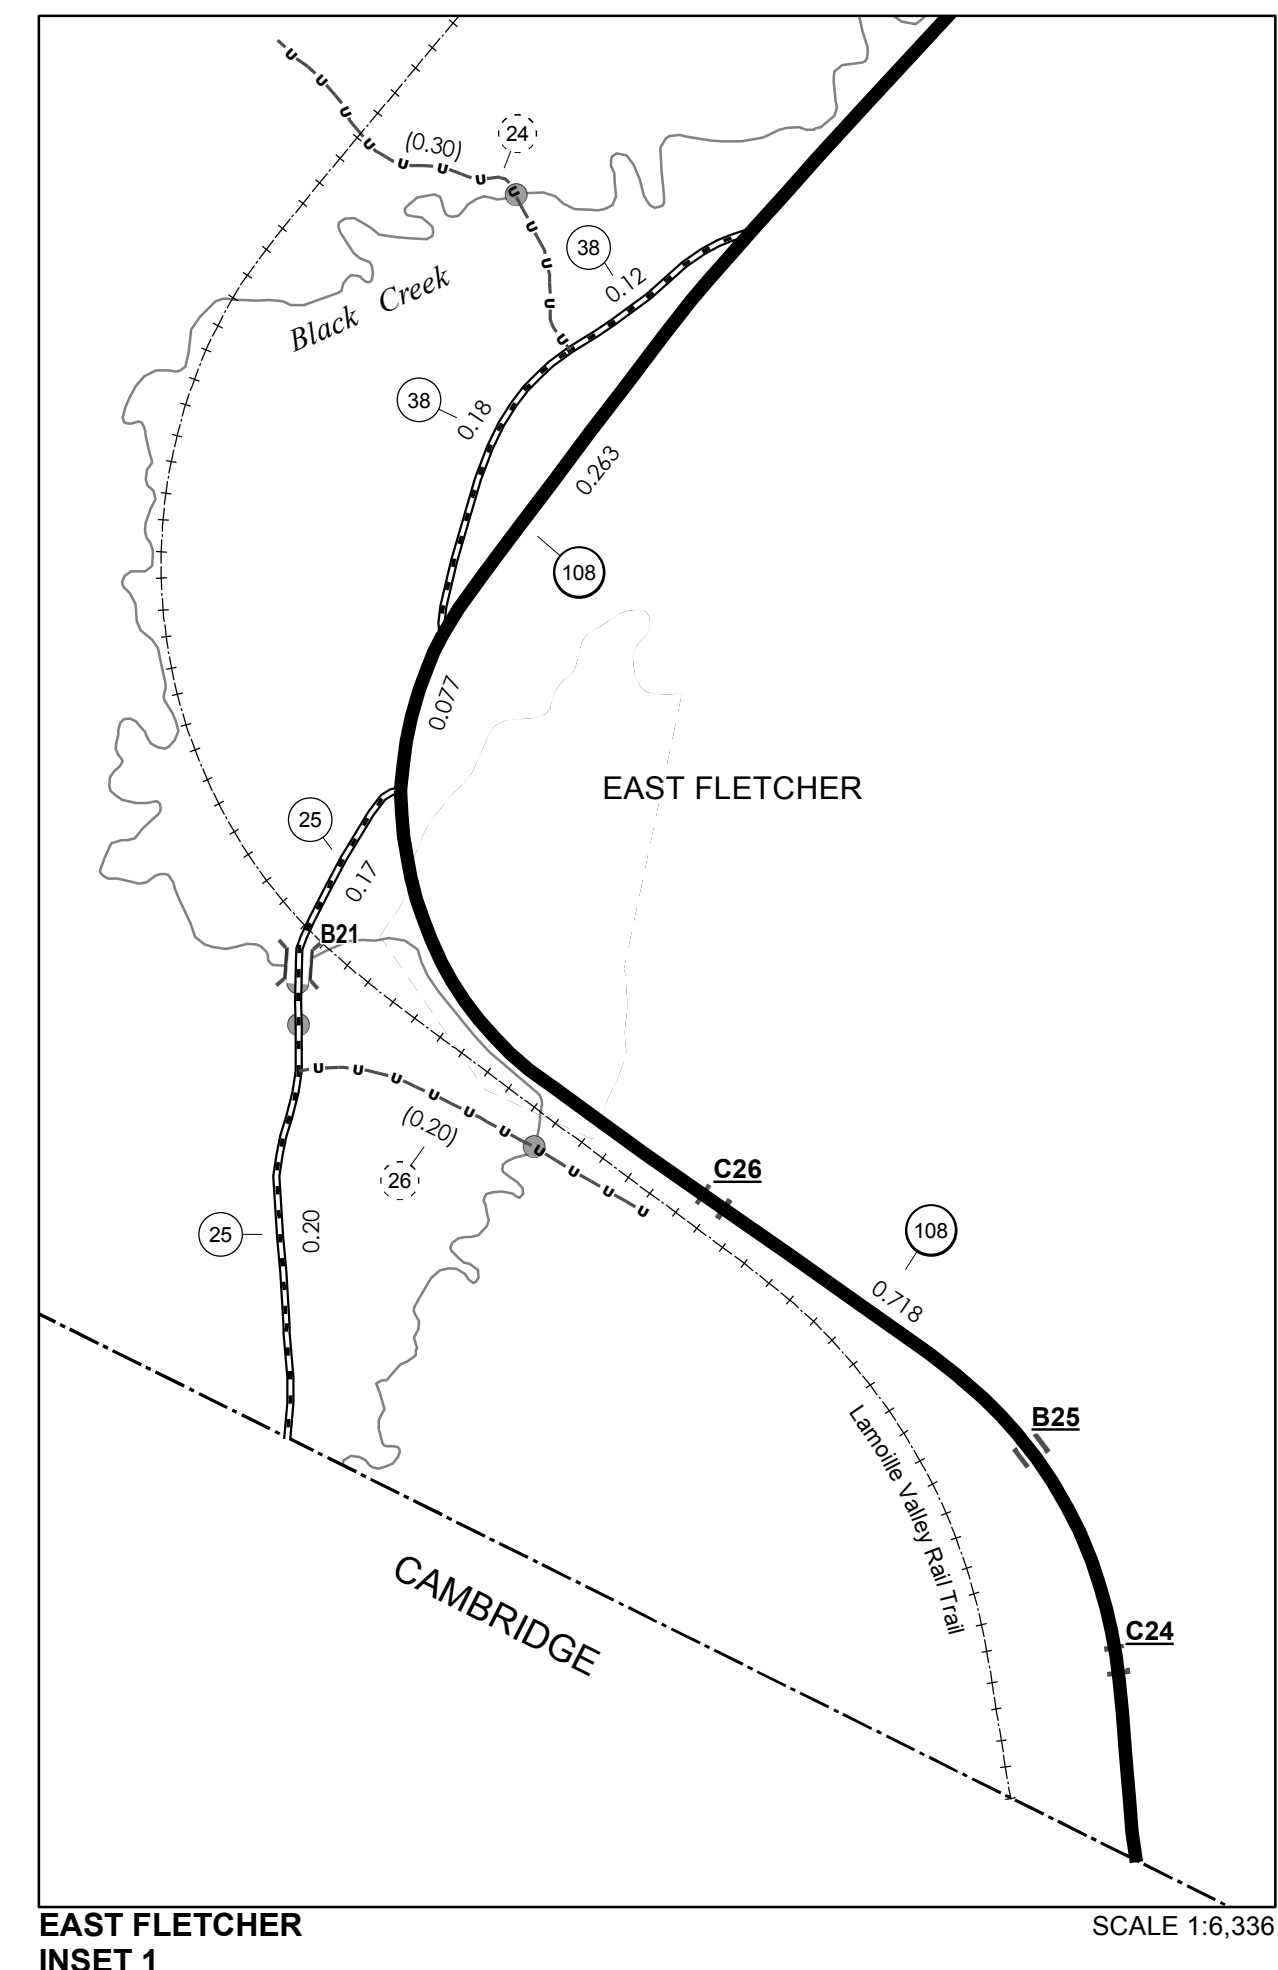 24
(0.30)
38
0.12
Black Creek
38
0.18
0.263
108
0.077
EAST FLETCHER
25
0.17
B21
(0.20)
26
C26
25
0.20
108
0.718
B25
Lamoille Valley Rail Trail
CAMBRIDGE
C24
EAST FLETCHER
INSET 1
SCALE 1:6,336